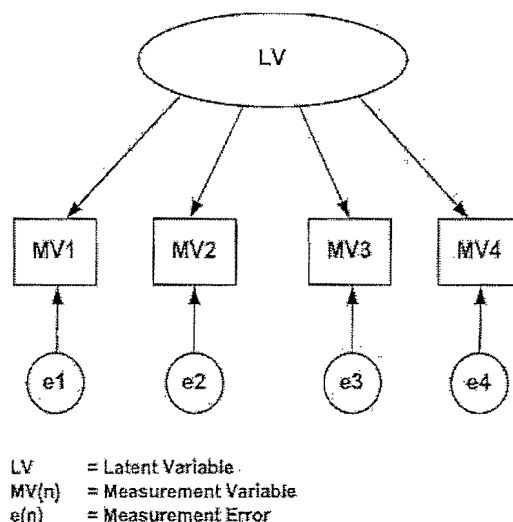 LV
MV1 MV2 MV3 MV4
e1 e2 e3 e4
LV = Latent Variable
MV(n) = Measurement Variable
e(n) = Measurement Error